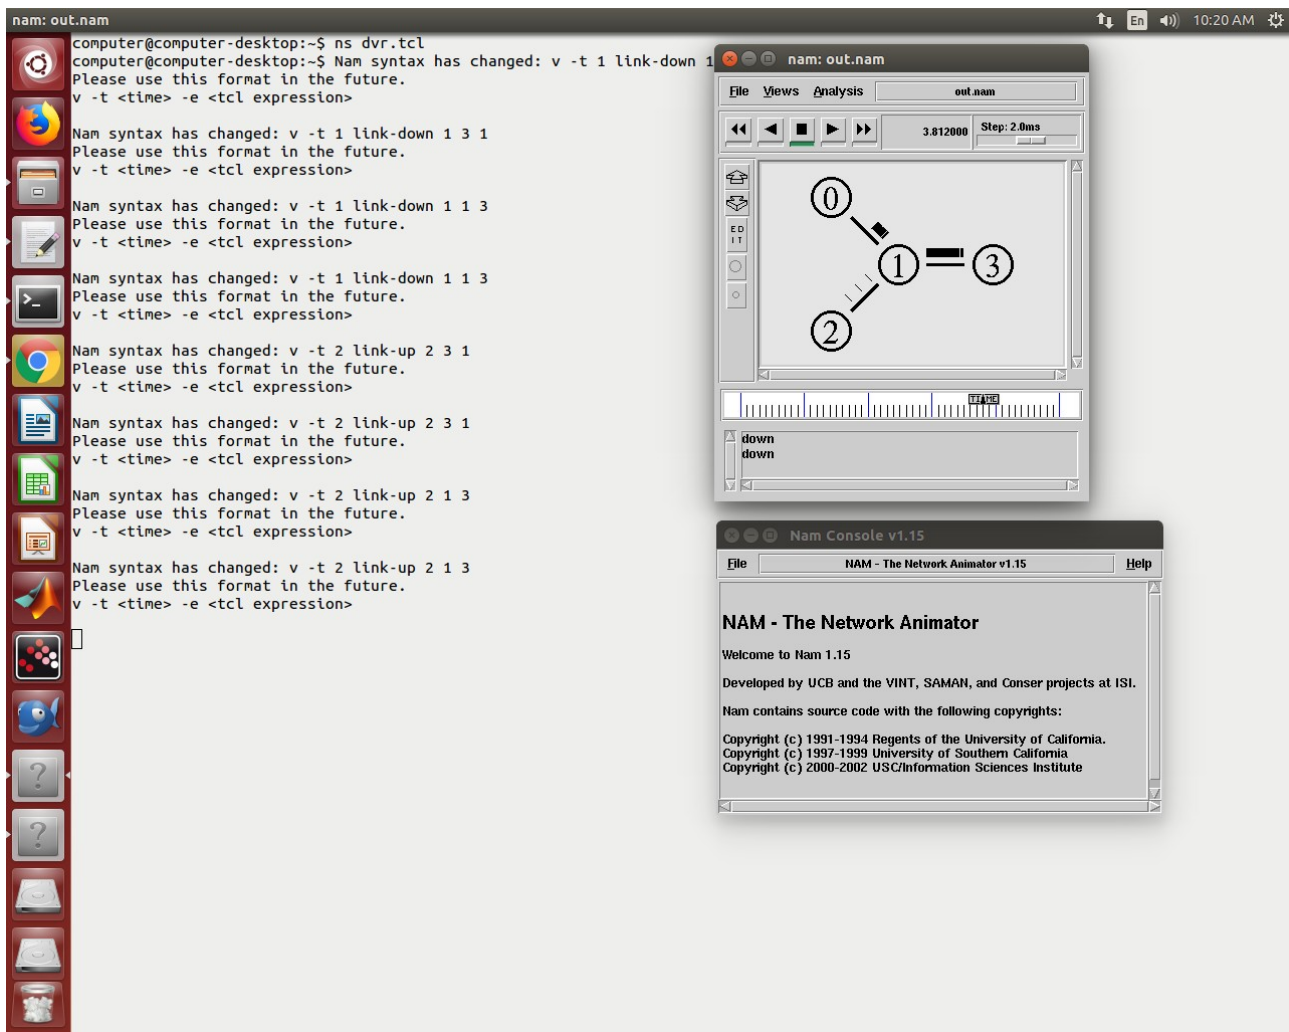 nam: out.nam
En 10:20 AM
computer@computer-desktop:~$ ns dvr.tcl
computer@computer-desktop:~$ Nam syntax has changed: v -t 1 link-down 1
Please use this format in the future.
v -t <time> -e <tcl expression>
Nam syntax has changed: v -t 1 link-down 1 3 1
Please use this format in the future.
v -t <time> -e <tcl expression>
Nam syntax has changed: v -t 1 link-down 1 1 3
Please use this format in the future.
v -t <time> -e <tcl expression>
Nam syntax has changed: v -t 1 link-down 1 1 3
Please use this format in the future.
v -t <time> -e <tcl expression>
Nam syntax has changed: v -t 2 link-up 2 3 1
Please use this format in the future.
v -t <time> -e <tcl expression>
Nam syntax has changed: v -t 2 link-up 2 3 1
Please use this format in the future.
v -t <time> -e <tcl expression>
Nam syntax has changed: v -t 2 link-up 2 1 3
Please use this format in the future.
v -t <time> -e <tcl expression>
Nam syntax has changed: v -t 2 link-up 2 1 3
Please use this format in the future.
v -t <time> -e <tcl expression>
nam: out.nam
File Views Analysis out.nam
3.812000 Step: 2.0ms
ED
IT
0
1 3
2
TIME
down
down
Nam Console v1.15
File NAM - The Network Animator v1.15 Help
NAM - The Network Animator
Welcome to Nam 1.15
Developed by UCB and the VINT, SAMAN, and Conser projects at ISI.
Nam contains source code with the following copyrights:
Copyright (c) 1991-1994 Regents of the University of California.
Copyright (c) 1997-1999 University of Southern California
Copyright (c) 2000-2002 USC/Information Sciences Institute